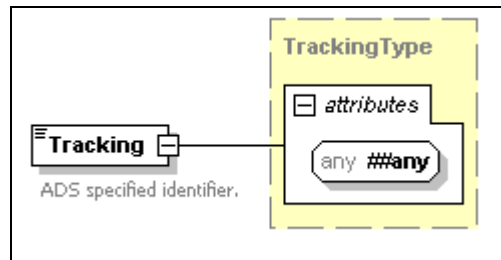 TrackingType
attributes
Tracking
any ##any
ADS specified identifier.